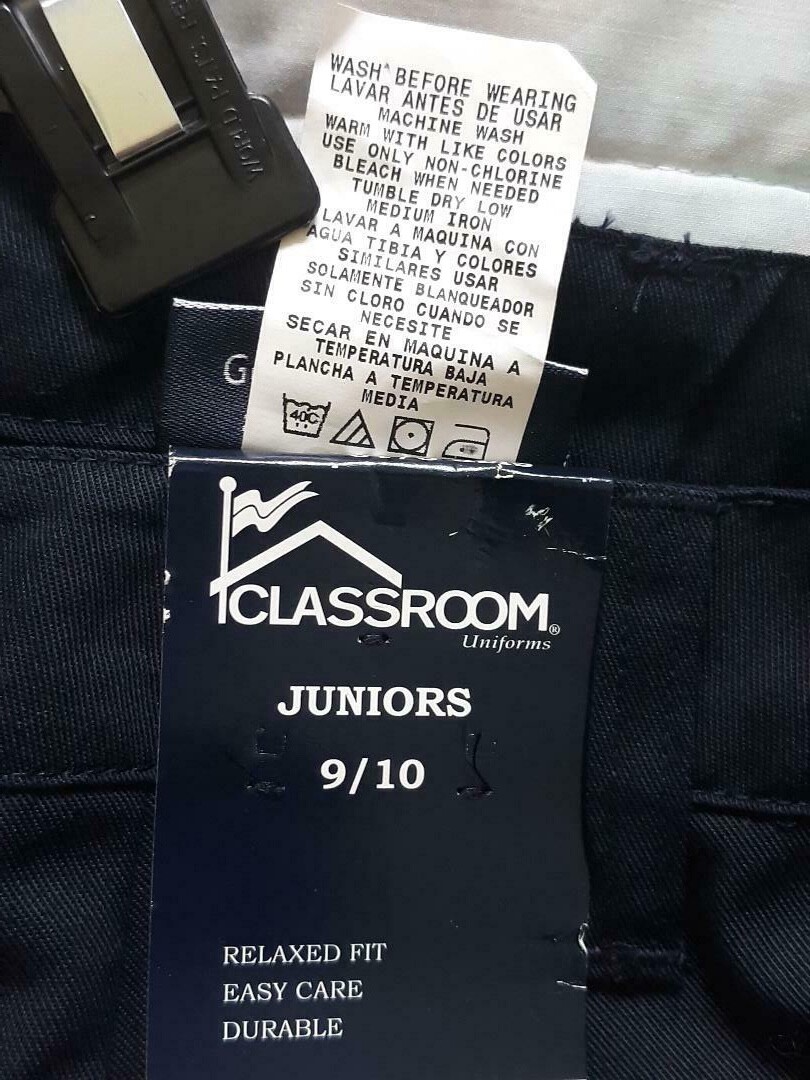 WASH BEFORE WEARING
LAVAR ANTES DE USAR
MACHINE WASH
WARM WITH LIKE COLORS
USE ONLY NON-CHLORINE
BLEACH WHEN NEEDED
TUMBLE DRY LOW
MEDIUM IRON
LAVAR A MAQUINA CON
AGUA TIBIA Y COLORES
SIMILARES USAR
SOLAMENTE BLANQUEADOR
SIN CLORO CUANDO SE
NECESITE
SECAR EN MAQUINA A
TEMPERATURA BAJA
PLANCHA A TEMPERATURA
MEDIA
40C
G
CLASSROOM®
Uniforms
JUNIORS
9/10
RELAXED FIT
EASY CARE
DURABLE